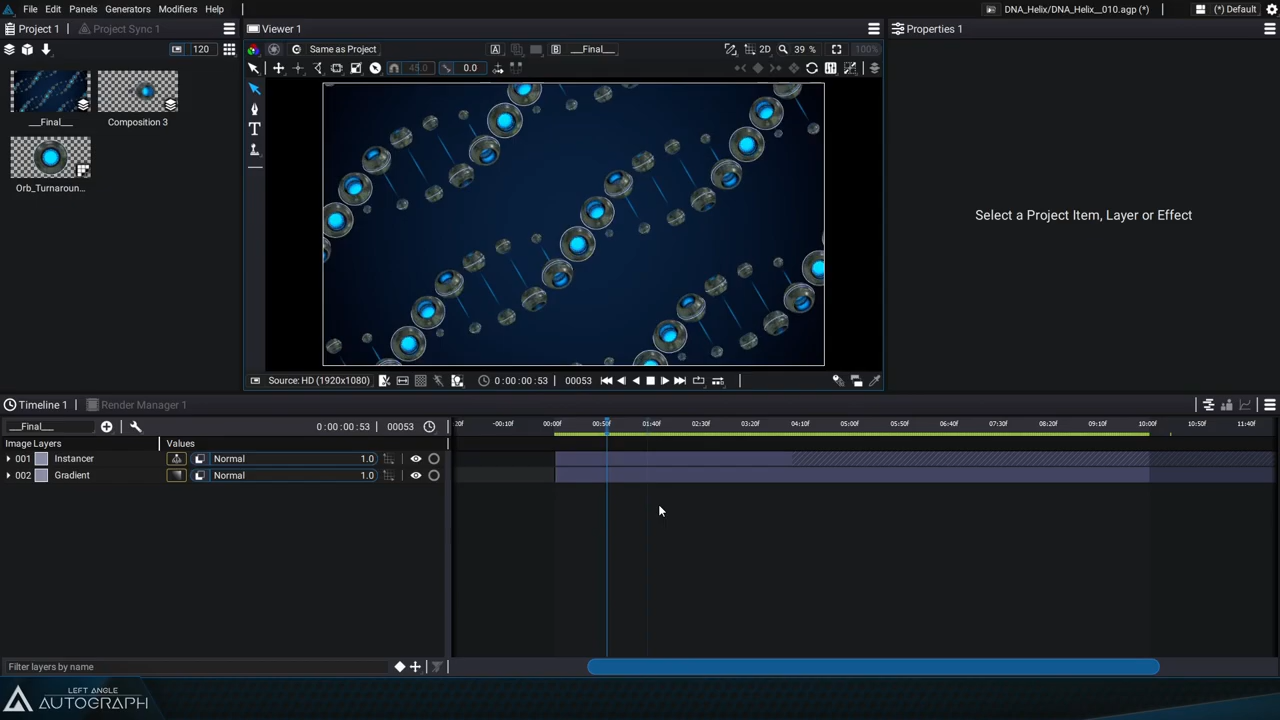 File Edit Panels Generators Modifiers Help
DNA_Helix/DNA_Helix__010.agp (*)
(*) Default
Project 1
Project Sync 1
120
__Final__
Composition 3
Orb_Turnaroun...
Viewer 1
Same as Project
A
B
__Final__
2D
39 %
100%
45.0
0.0
T
Source: HD (1920x1080)
0:00:00:53
00053
Properties 1
Select a Project Item, Layer or Effect
Timeline 1
Render Manager 1
__Final__
0:00:00:53
00053
:20f
-00:10f
00:00f
00:50f
01:40f
02:30f
03:20f
04:10f
05:00f
05:50f
06:40f
07:30f
08:20f
09:10f
10:00f
10:50f
11:40f
Image Layers
Values
001 Instancer Normal 1.0
002 Gradient Normal 1.0
Filter layers by name
LEFT ANGLE
AUTOGRAPH